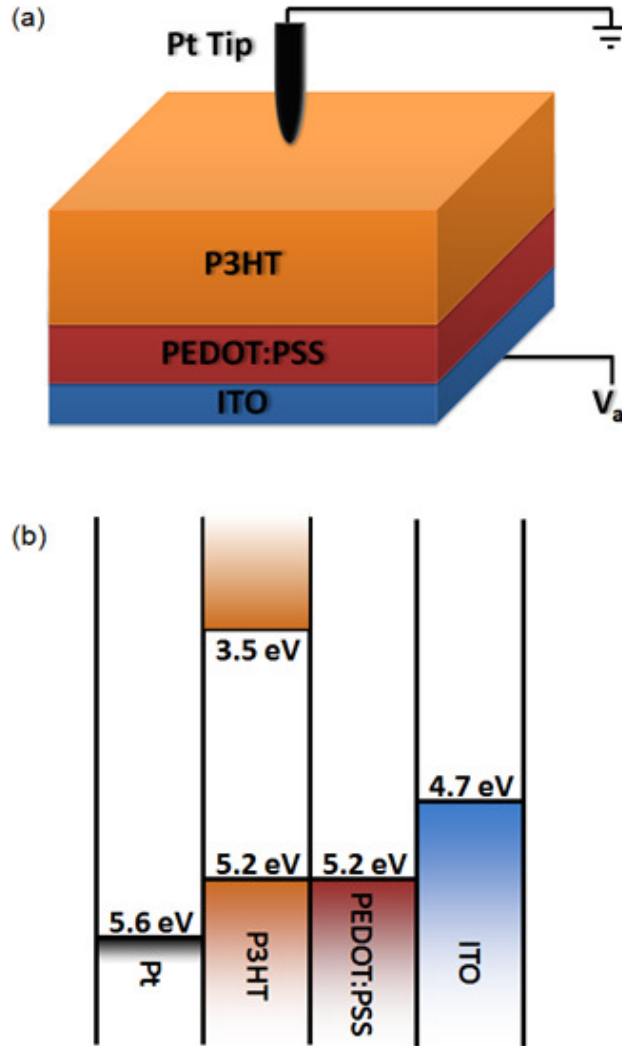 (a)
Pt Tip
P3HT
PEDOT:PSS
ITO
Va
(b)
3.5 eV
4.7 eV
5.2 eV
5.2 eV
5.6 eV
Pt
P3HT
PEDOT:PSS
ITO